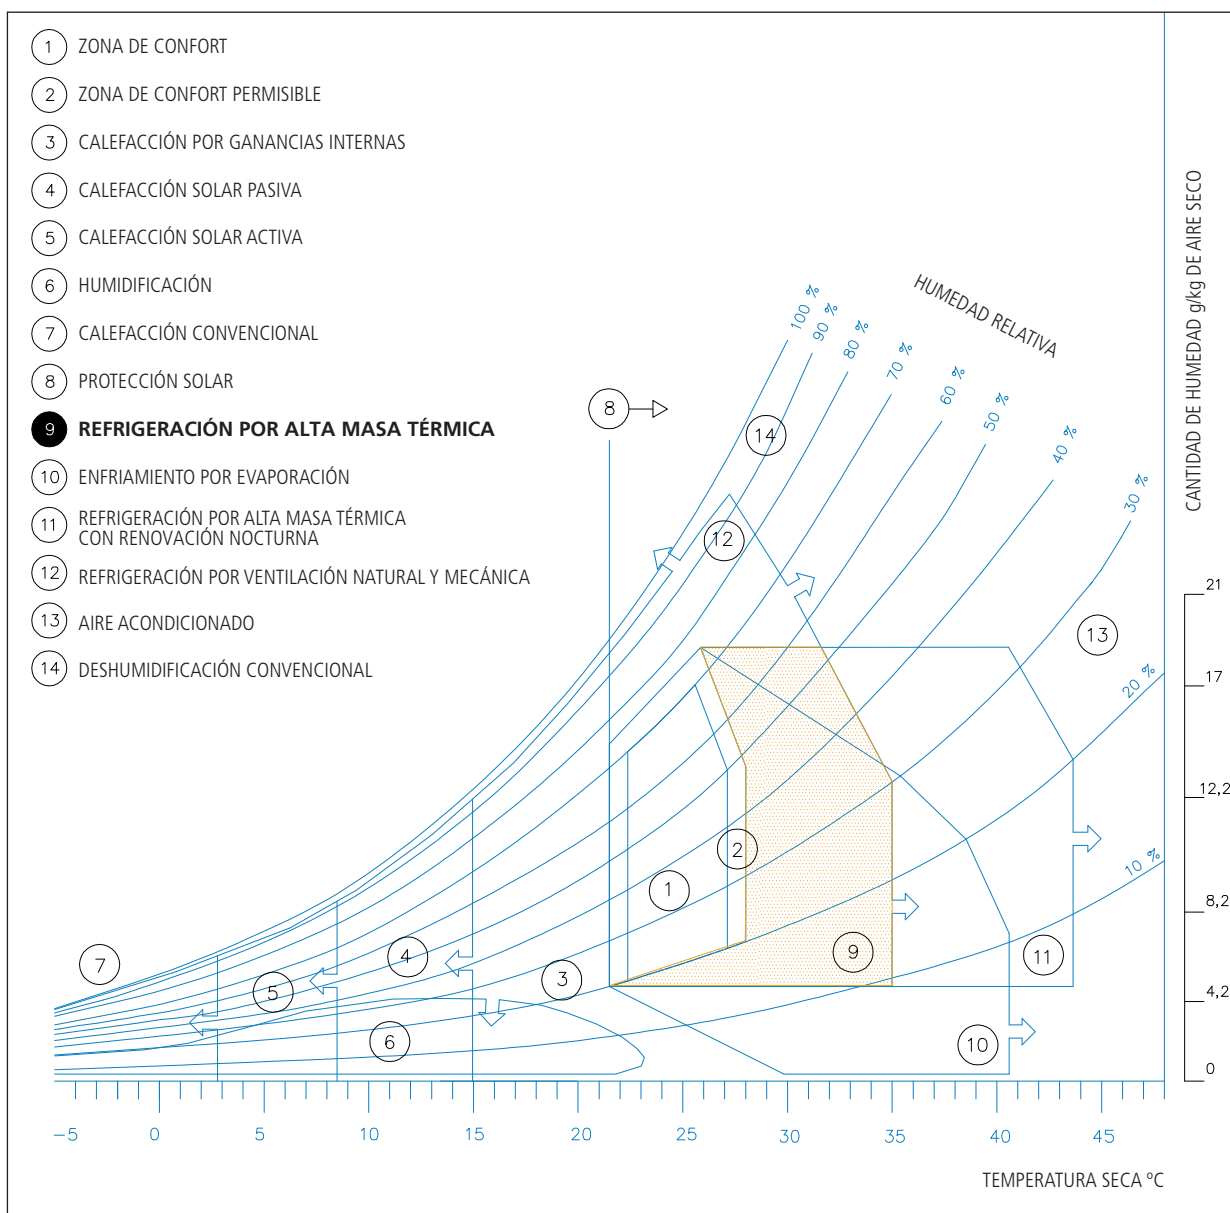 1 ZONA DE CONFORT
2 ZONA DE CONFORT PERMISIBLE
3 CALEFACCIÓN POR GANANCIAS INTERNAS
4 CALEFACCIÓN SOLAR PASIVA
5 CALEFACCIÓN SOLAR ACTIVA
6 HUMIDIFICACIÓN
7 CALEFACCIÓN CONVENCIONAL
8 PROTECCIÓN SOLAR
9 REFRIGERACIÓN POR ALTA MASA TÉRMICA
10 ENFRIAMIENTO POR EVAPORACIÓN
11 REFRIGERACIÓN POR ALTA MASA TÉRMICA
CON RENOVACIÓN NOCTURNA
12 REFRIGERACIÓN POR VENTILACIÓN NATURAL Y MECÁNICA
13 AIRE ACONDICIONADO
14 DESHUMIDIFICACIÓN CONVENCIONAL
HUMEDAD RELATIVA
100 %
90 %
80 %
70 %
60 %
50 %
40 %
30 %
20 %
10 %
8
14
12
13
2
1
9
11
10
3
4
5
6
7
CANTIDAD DE HUMEDAD g/kg DE AIRE SECO
21
17
12,2
8,2
4,2
0
-5 0 5 10 15 20 25 30 35 40 45
TEMPERATURA SECA ºC